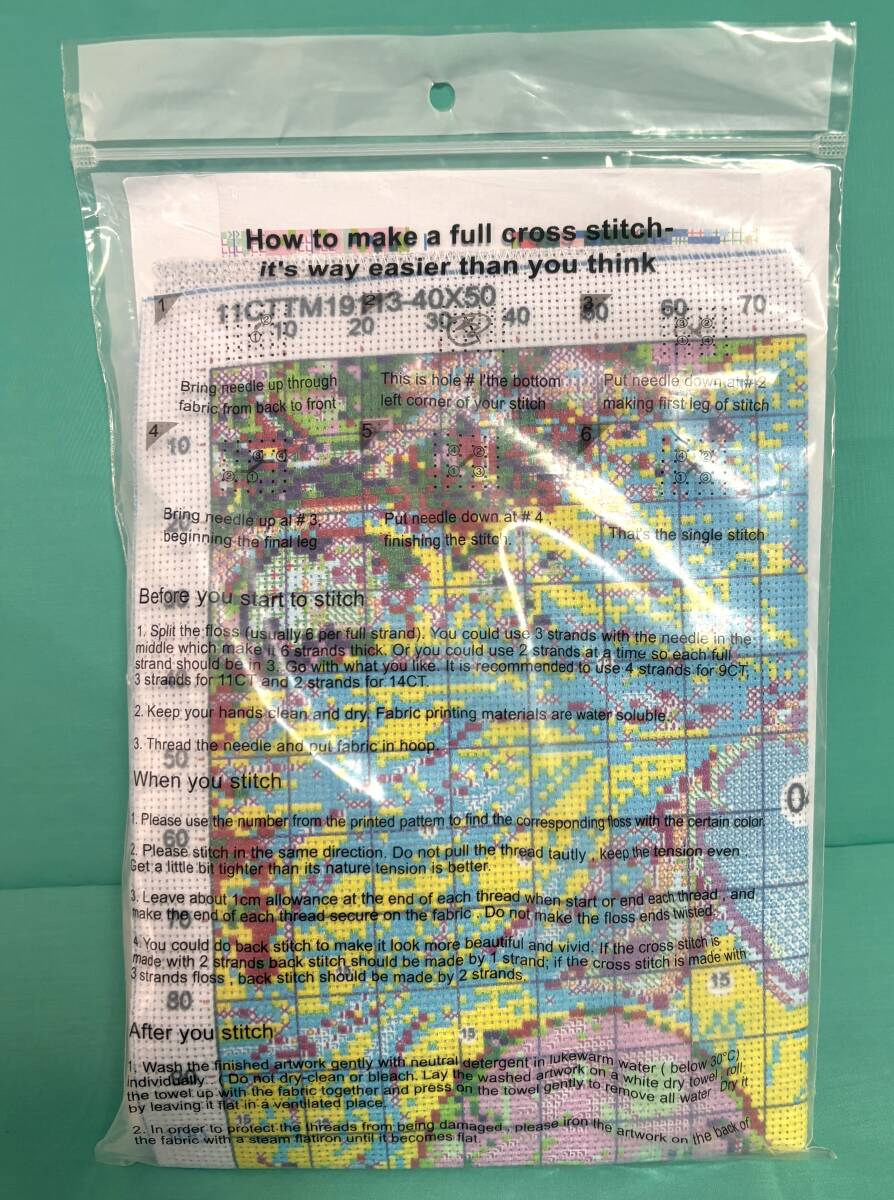 How to make a full cross stitch-
it's way easier than you think
1 2 3
11CTTM19113-40X50
10 20 30 40 50 60 70
Bring needle up through
fabric from back to front
This is hole # I'the bottom
left corner of your stitch
Put needle down at# 2
making first leg of stitch
4 5 6
10
Bring needle up al # 3,
beginning the final leg
Put needle down at # 4 ,
finishing the stitch.
That's the single stitch
Before you start to stitch
1. Split the floss (usually 6 per full strand). You could use 3 strands with the needle in the
middle which make it 6 strands thick. Or you could use 2 strands at a time so each full
strand should be in 3. Go with what you like. It is recommended to use 4 strands for 9CT,
3 strands for 11CT and 2 strands for 14CT.
2. Keep your hands clean and dry. Fabric printing materials are water soluble.
3. Thread the needle and put fabric in hoop.
50
When you stitch
1. Please use the number from the printed pattem to find the corresponding floss with the certain color.
0
60
2. Please stitch in the same direction. Do not pull the thread tautly , keep the tension even
Get a little bit tighter than its nature tension is better.
3. Leave about 1cm allowance at the end of each thread when start or end each thread , and
make the end of each thread secure on the fabric . Do not make the floss ends twisted.
70
4.You could do back stitch to make it look more beautiful and vivid. If the cross stitch is
made with 2 strands back stitch should be made by 1 strand; if the cross stitch is made with
3 strands floss , back stitch should be made by 2 strands.
15
80
After you stitch
15
1. Wash the finished artwork gently with neutral detergent in lukewarm water ( below 30°C)
individually . Do not dry-clean or bleach. Lay the washed artwork on a white dry towel , roll
the towel up with the fabric together and press on the towel gently to remove all water Dry it
by leaving it flat in a ventilated place.
15
2. In order to protect the threads from being damaged , please iron the artwork on the back of
the fabric with a steam flatiron until it becomes flat.